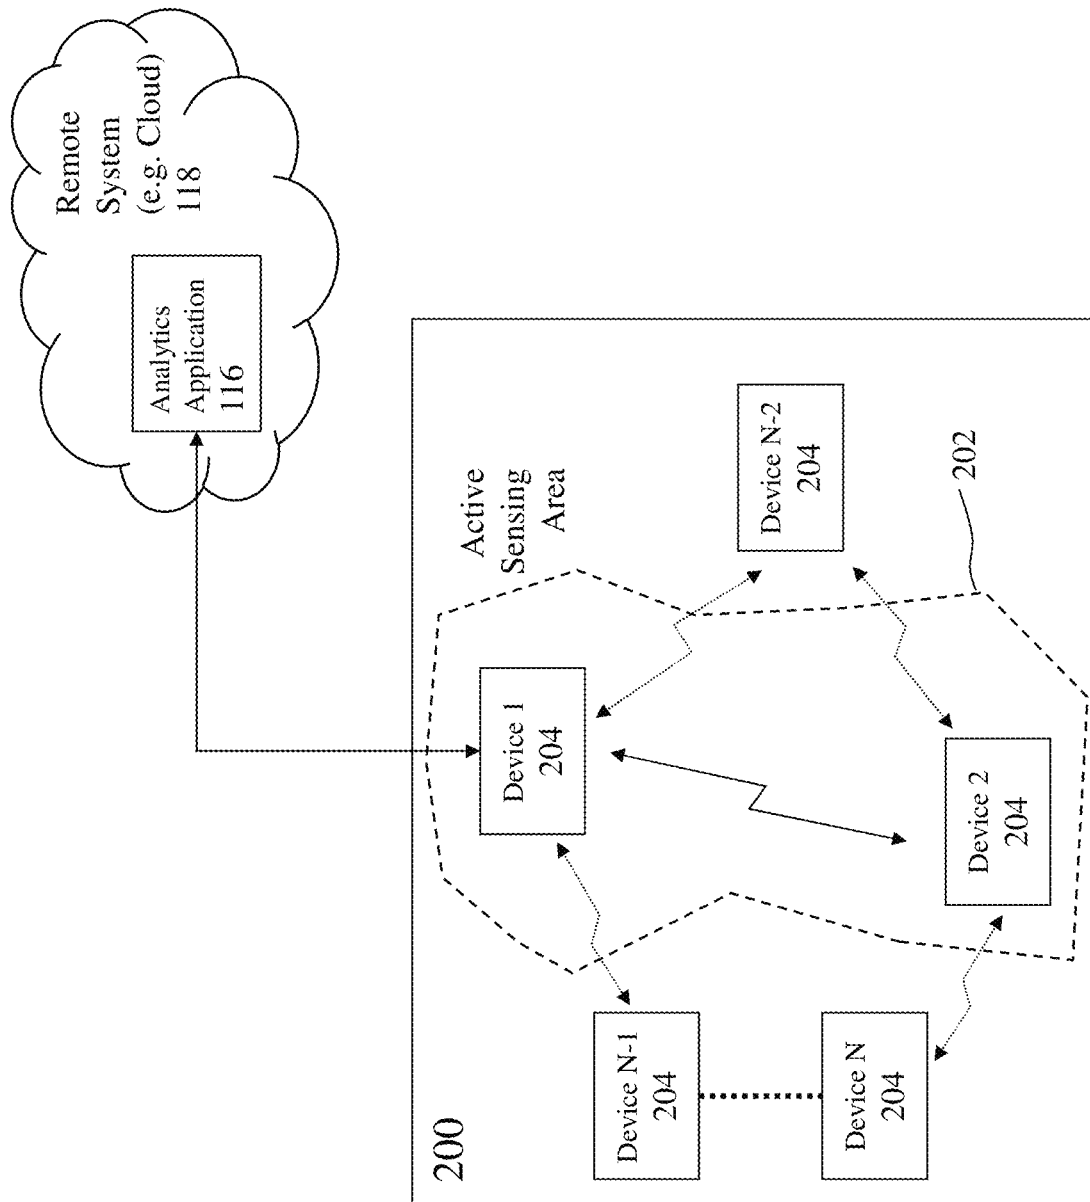 Remote
System
(e.g. Cloud)
118
Analytics
Application
116
200
Active
Sensing
Area
Device 1
204
Device N-2
204
202
Device N-1
204
Device N
204
Device 2
204